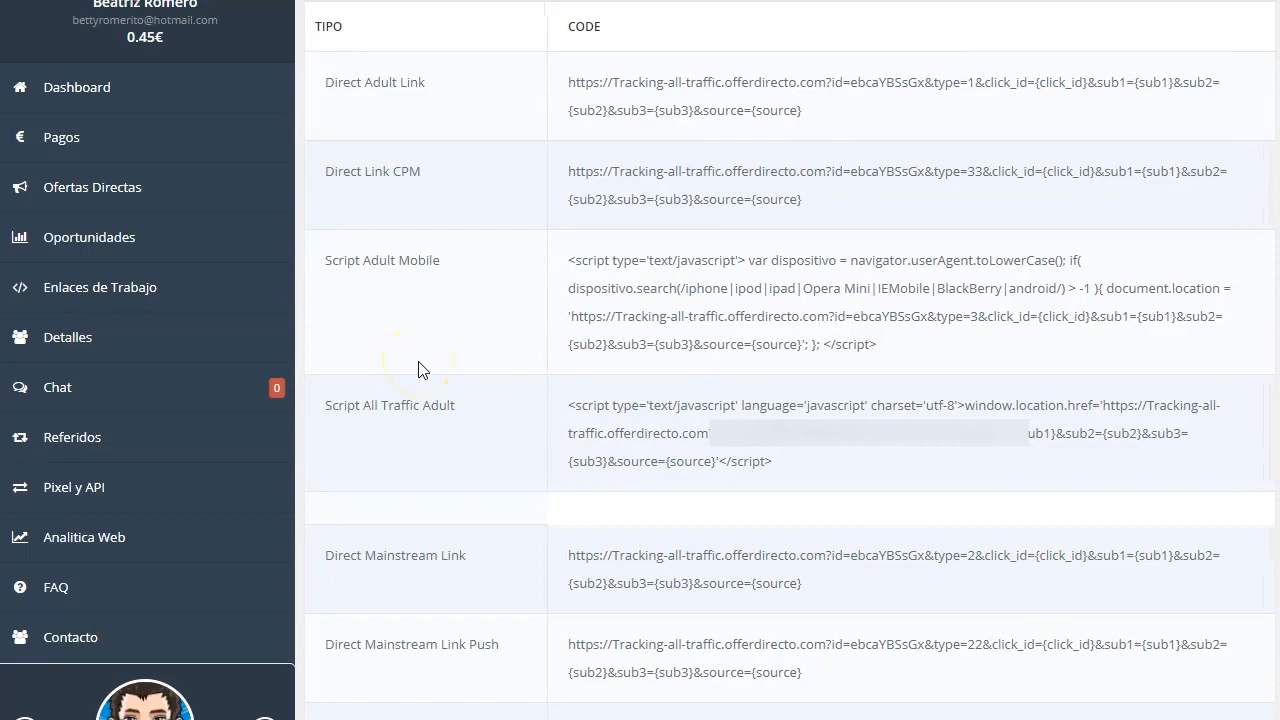 Beatriz Romero
bettyromerito@hotmail.com
0.45€
Dashboard
Pagos
Ofertas Directas
Oportunidades
Enlaces de Trabajo
Detalles
Chat
0
Referidos
Pixel y API
Analitica Web
FAQ
Contacto
TIPO
CODE
Direct Adult Link
https://Tracking-all-traffic.offerdirecto.com?id=ebcaYBSsGx&type=1&click_id={click_id}&sub1={sub1}&sub2=
{sub2}&sub3={sub3}&source={source}
Direct Link CPM
https://Tracking-all-traffic.offerdirecto.com?id=ebcaYBSsGx&type=33&click_id={click_id}&sub1={sub1}&sub2=
{sub2}&sub3={sub3}&source={source}
Script Adult Mobile
<script type='text/javascript'> var dispositivo = navigator.userAgent.toLowerCase(); if(
dispositivo.search(/iphone|ipod|ipad|Opera Mini|IEMobile|BlackBerry|android/) > -1 ){ document.location =
'https://Tracking-all-traffic.offerdirecto.com?id=ebcaYBSsGx&type=3&click_id={click_id}&sub1={sub1}&sub2=
{sub2}&sub3={sub3}&source={source}'; }; </script>
Script All Traffic Adult
<script type='text/javascript' language='javascript' charset='utf-8'>window.location.href='https://Tracking-all-
traffic.offerdirecto.com ub1}&sub2={sub2}&sub3=
{sub3}&source={source}'</script>
Direct Mainstream Link
https://Tracking-all-traffic.offerdirecto.com?id=ebcaYBSsGx&type=2&click_id={click_id}&sub1={sub1}&sub2=
{sub2}&sub3={sub3}&source={source}
Direct Mainstream Link Push
https://Tracking-all-traffic.offerdirecto.com?id=ebcaYBSsGx&type=22&click_id={click_id}&sub1={sub1}&sub2=
{sub2}&sub3={sub3}&source={source}